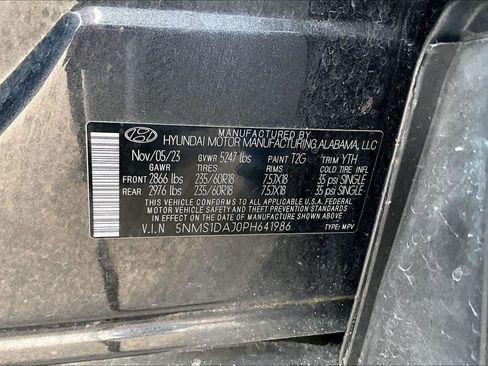 MANUFACTURED BY
HYUNDAI MOTOR MANUFACTURING ALABAMA, LLC
Nov/05/23 GVWR 5247 lbs PAINT T2G TRIM YTH
GAWR TIRES RIMS COLD TIRE INFL
FRONT 2866 lbs 235/60R18 7.5JX18 35 psi SINGLE
REAR 2976 lbs 235/60R18 7.5JX18 35 psi SINGLE
THIS VEHICLE CONFORMS TO ALL APPLICABLE U.S.A. FEDERAL
MOTOR VEHICLE SAFETY AND THEFT PREVENTION STANDARDS
IN EFFECT ON THE DATE OF MANUFACTURE SHOWN ABOVE
V.I.N 5NMS1DAJ0PH641986 TYPE: MPV